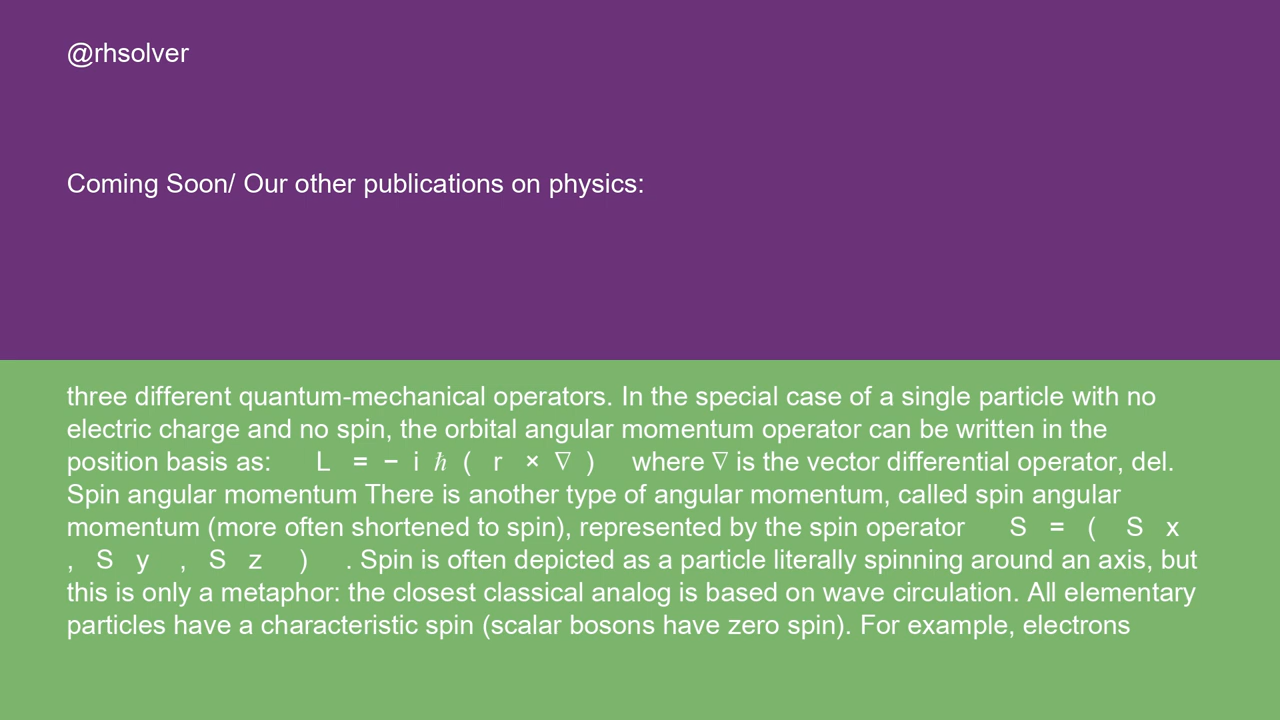 @rhsolver
Coming Soon/ Our other publications on physics:
three different quantum-mechanical operators. In the special case of a single particle with no
electric charge and no spin, the orbital angular momentum operator can be written in the
position basis as: L = − i ℏ ( r × ∇ ) where ∇ is the vector differential operator, del.
Spin angular momentum There is another type of angular momentum, called spin angular
momentum (more often shortened to spin), represented by the spin operator S = ( S x
, S y , S z ) . Spin is often depicted as a particle literally spinning around an axis, but
this is only a metaphor: the closest classical analog is based on wave circulation. All elementary
particles have a characteristic spin (scalar bosons have zero spin). For example, electrons